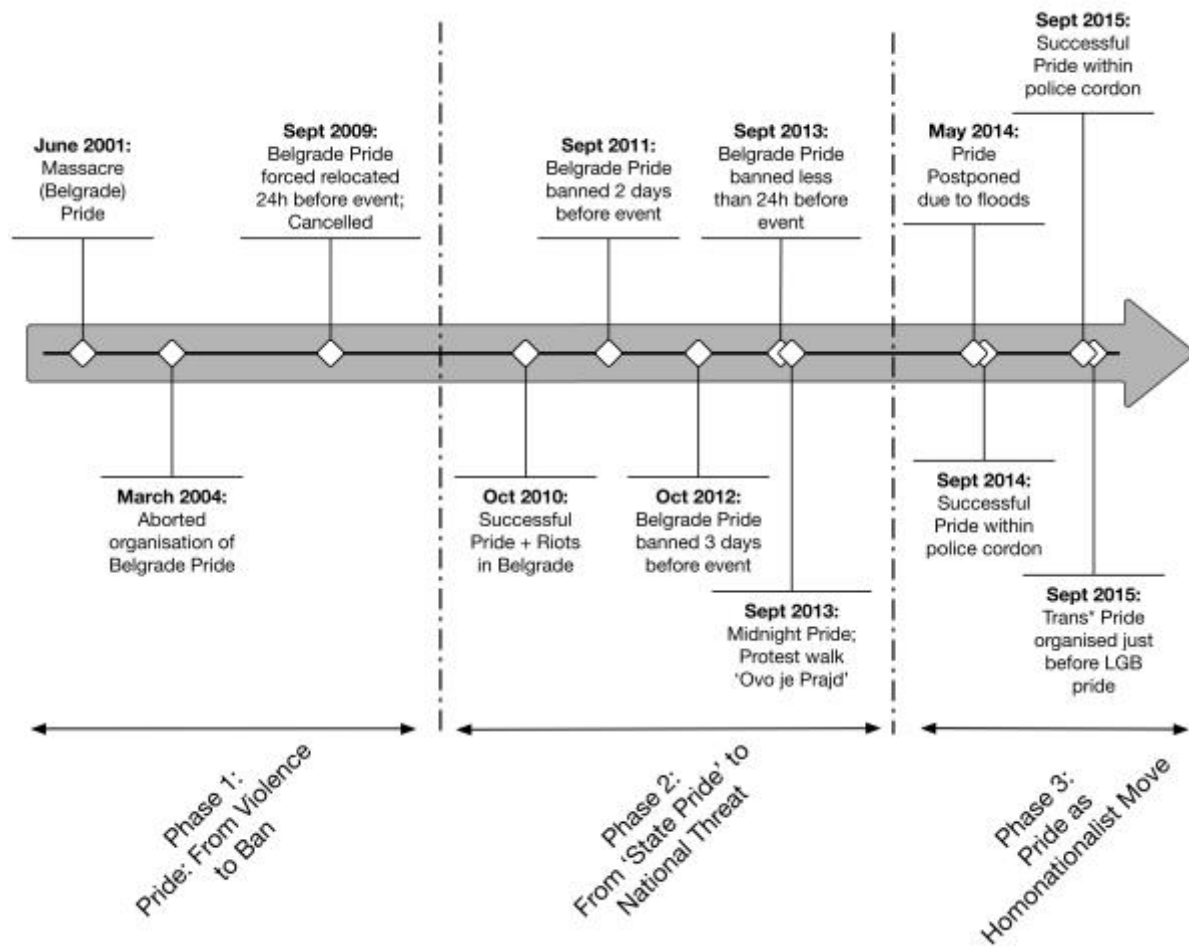 June 2001:
Massacre
(Belgrade)
Pride
Sept 2009:
Belgrade Pride
forced relocated
24h before event;
Cancelled
Sept 2011:
Belgrade Pride
banned 2 days
before event
Sept 2013:
Belgrade Pride
banned less
than 24h before
event
May 2014:
Pride
Postponed
due to floods
Sept 2015:
Successful
Pride within
police cordon
March 2004:
Aborted
organisation of
Belgrade Pride
Oct 2010:
Successful
Pride + Riots
in Belgrade
Oct 2012:
Belgrade Pride
banned 3 days
before event
Sept 2013:
Midnight Pride;
Protest walk
‘Ovo je Prajd’
Sept 2014:
Successful
Pride within
police cordon
Sept 2015:
Trans* Pride
organised just
before LGB
pride
Phase 1:
Pride: From Violence
to Ban
Phase 2:
From ‘State Pride’ to
National Threat
Phase 3:
Pride as
Homonationalist Move